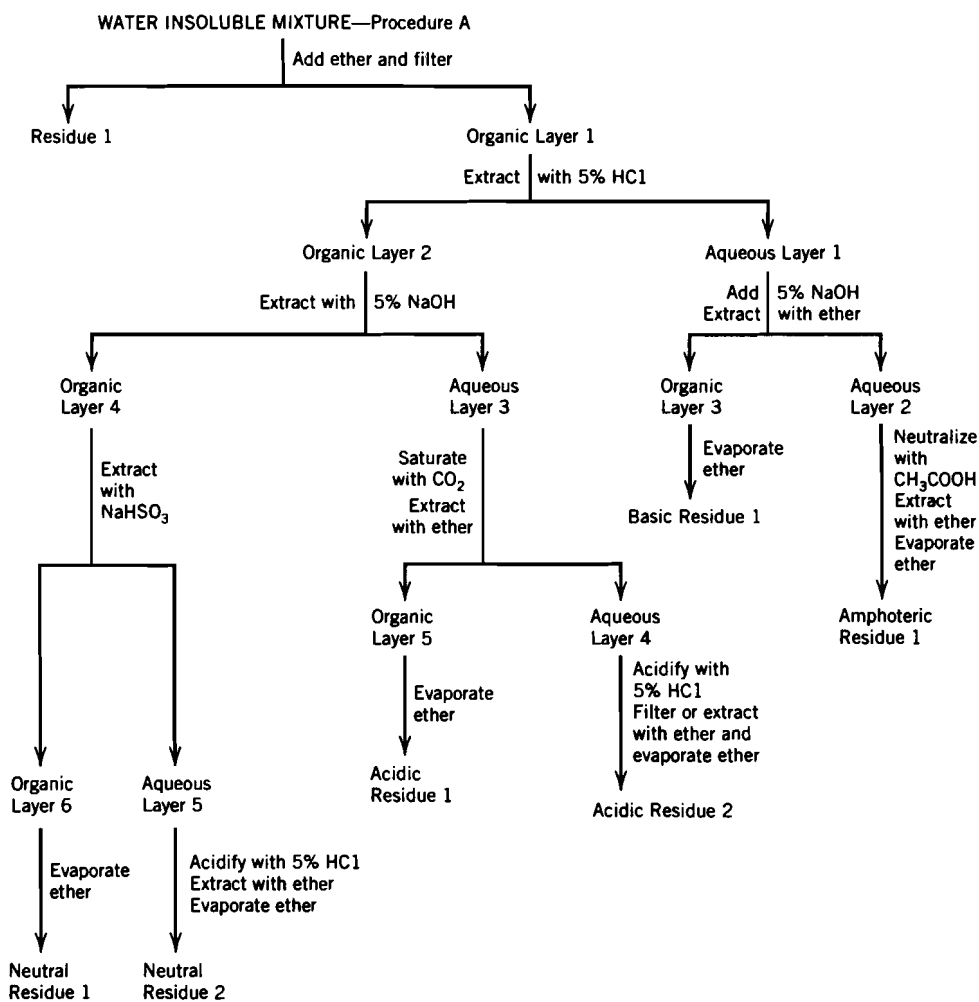 WATER INSOLUBLE MIXTURE—Procedure A
Add ether and filter
Residue 1
Organic Layer 1
Extract with 5% HCl
Organic Layer 2
Aqueous Layer 1
Extract with 5% NaOH
Add 5% NaOH
Extract with ether
Organic
Layer 4
Aqueous
Layer 3
Organic
Layer 3
Aqueous
Layer 2
Extract
with
NaHSO3
Saturate
with CO2
Extract
with ether
Evaporate
ether
Neutralize
with
CH3COOH
Extract
with ether
Evaporate
ether
Basic Residue 1
Organic
Layer 5
Aqueous
Layer 4
Amphoteric
Residue 1
Evaporate
ether
Acidify with
5% HCl
Filter or extract
with ether and
evaporate ether
Organic
Layer 6
Aqueous
Layer 5
Acidic
Residue 1
Acidic Residue 2
Evaporate
ether
Acidify with 5% HCl
Extract with ether
Evaporate ether
Neutral
Residue 1
Neutral
Residue 2